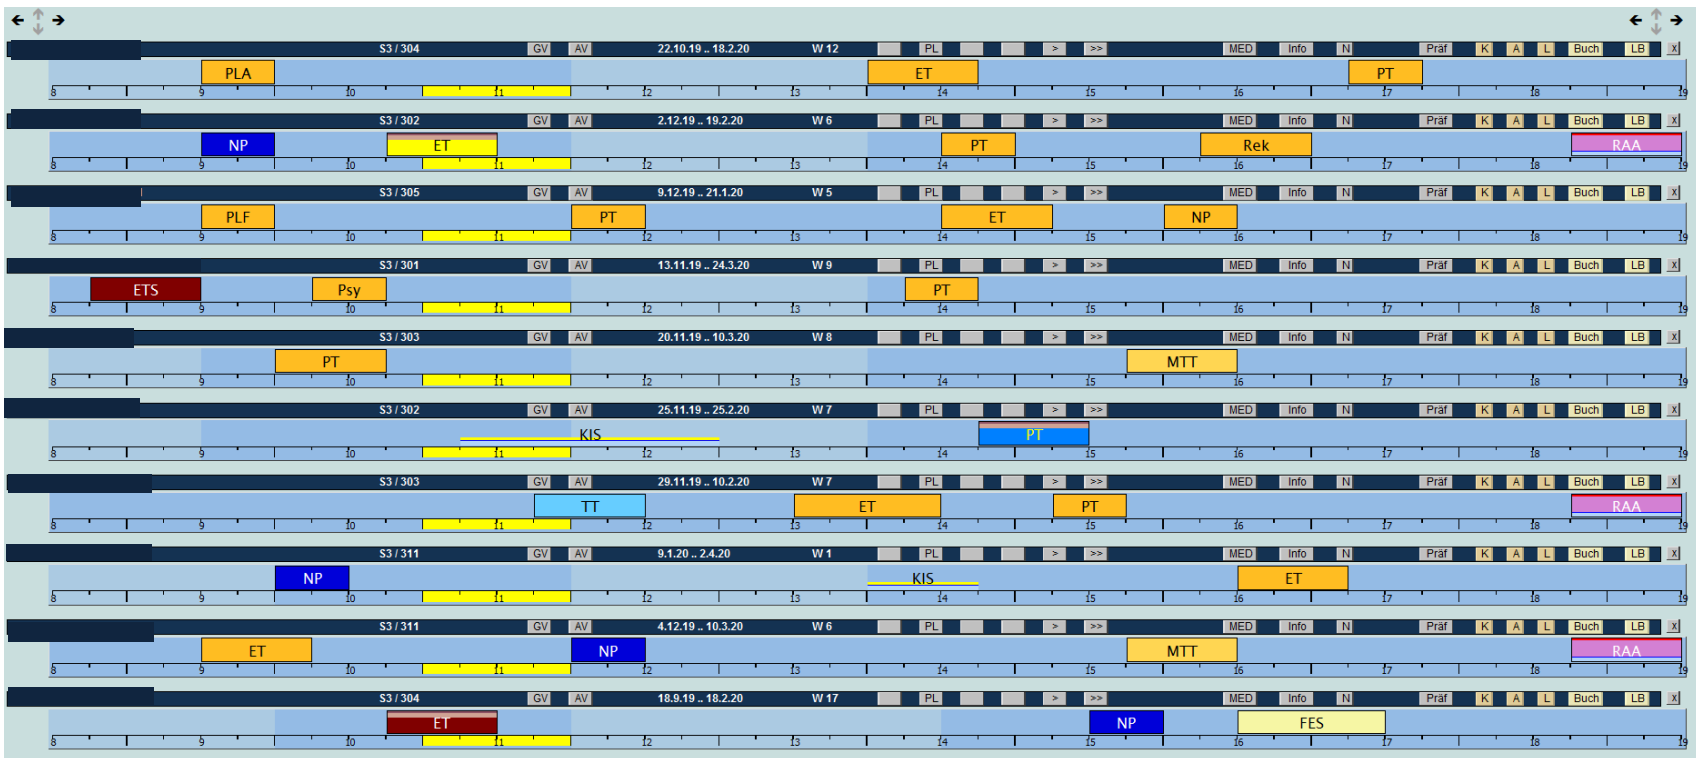 ← →
← →
S3 / 304 GV AV 22.10.19 .. 18.2.20 W 12 PL > >> MED Info N Präf K A L Buch LB x
PLA ET PT
8 9 10 11 12 13 14 15 16 17 18 19
S3 / 302 GV AV 2.12.19 .. 19.2.20 W 6 PL > >> MED Info N Präf K A L Buch LB x
NP ET PT Rek RAA
8 9 10 11 12 13 14 15 16 17 18 19
S3 / 305 GV AV 9.12.19 .. 21.1.20 W 5 PL > >> MED Info N Präf K A L Buch LB x
PLF PT ET NP
8 9 10 11 12 13 14 15 16 17 18 19
S3 / 301 GV AV 13.11.19 .. 24.3.20 W 9 PL > >> MED Info N Präf K A L Buch LB x
ETS Psy PT
8 9 10 11 12 13 14 15 16 17 18 19
S3 / 303 GV AV 20.11.19 .. 10.3.20 W 8 PL > >> MED Info N Präf K A L Buch LB x
PT MTT
8 9 10 11 12 13 14 15 16 17 18 19
S3 / 302 GV AV 25.11.19 .. 25.2.20 W 7 PL > >> MED Info N Präf K A L Buch LB x
KIS PT
8 9 10 11 12 13 14 15 16 17 18 19
S3 / 303 GV AV 29.11.19 .. 10.2.20 W 7 PL > >> MED Info N Präf K A L Buch LB x
TT ET PT RAA
8 9 10 11 12 13 14 15 16 17 18 19
S3 / 311 GV AV 9.1.20 .. 2.4.20 W 1 PL > >> MED Info N Präf K A L Buch LB x
NP KIS ET
8 9 10 11 12 13 14 15 16 17 18 19
S3 / 311 GV AV 4.12.19 .. 10.3.20 W 6 PL > >> MED Info N Präf K A L Buch LB x
ET NP MTT RAA
8 9 10 11 12 13 14 15 16 17 18 19
S3 / 304 GV AV 18.9.19 .. 18.2.20 W 17 PL > >> MED Info N Präf K A L Buch LB x
ET NP FES
8 9 10 11 12 13 14 15 16 17 18 19